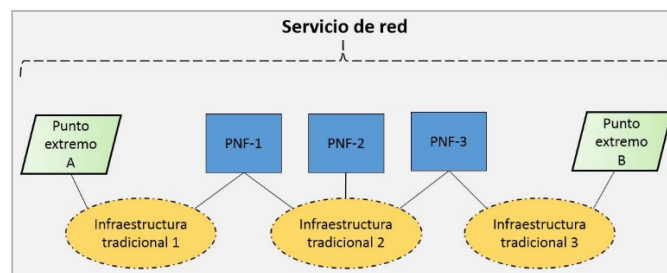 Servicio de red
Punto
extremo
A
PNF-1
PNF-2
PNF-3
Punto
extremo
B
Infraestructura
tradicional 1
Infraestructura
tradicional 2
Infraestructura
tradicional 3